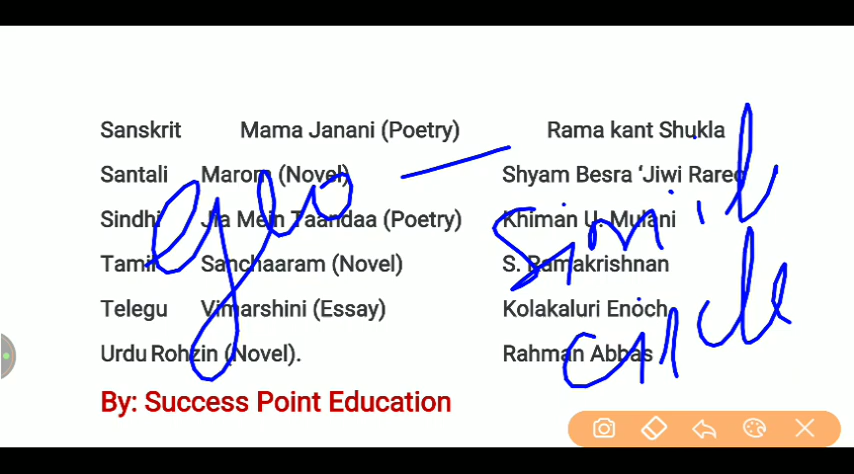 Sanskrit Mama Janani (Poetry) Rama kant Shukla
Santali Marom (Novel) Shyam Besra ‘Jiwi Rarec
Sindhi Jia Mein Taandaa (Poetry) Khiman U. Mulani
Tamil Sanchaaram (Novel) S. Ramakrishnan
Telegu Vimarshini (Essay) Kolakaluri Enoch
Urdu Rohzin (Novel). Rahman Abbas
By: Success Point Education
geo —
circle